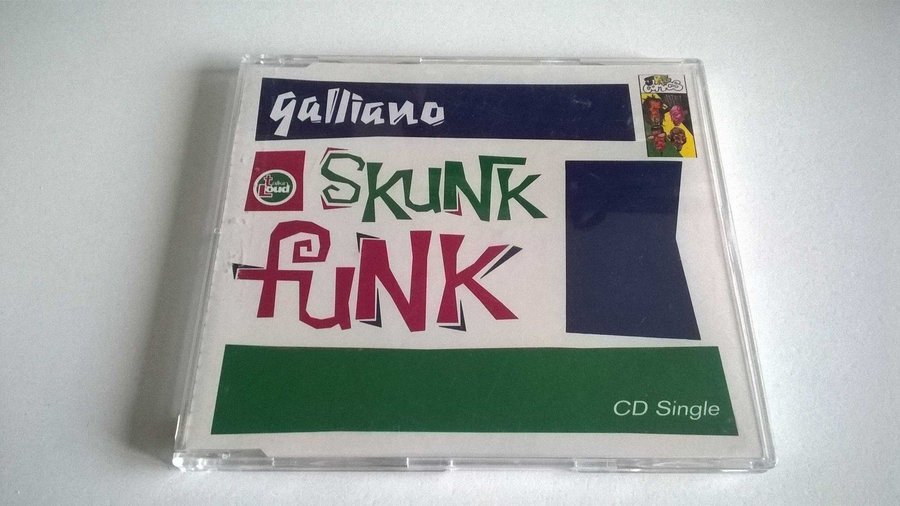 galliano
talkin
loud
SKUNK
funk
CD Single